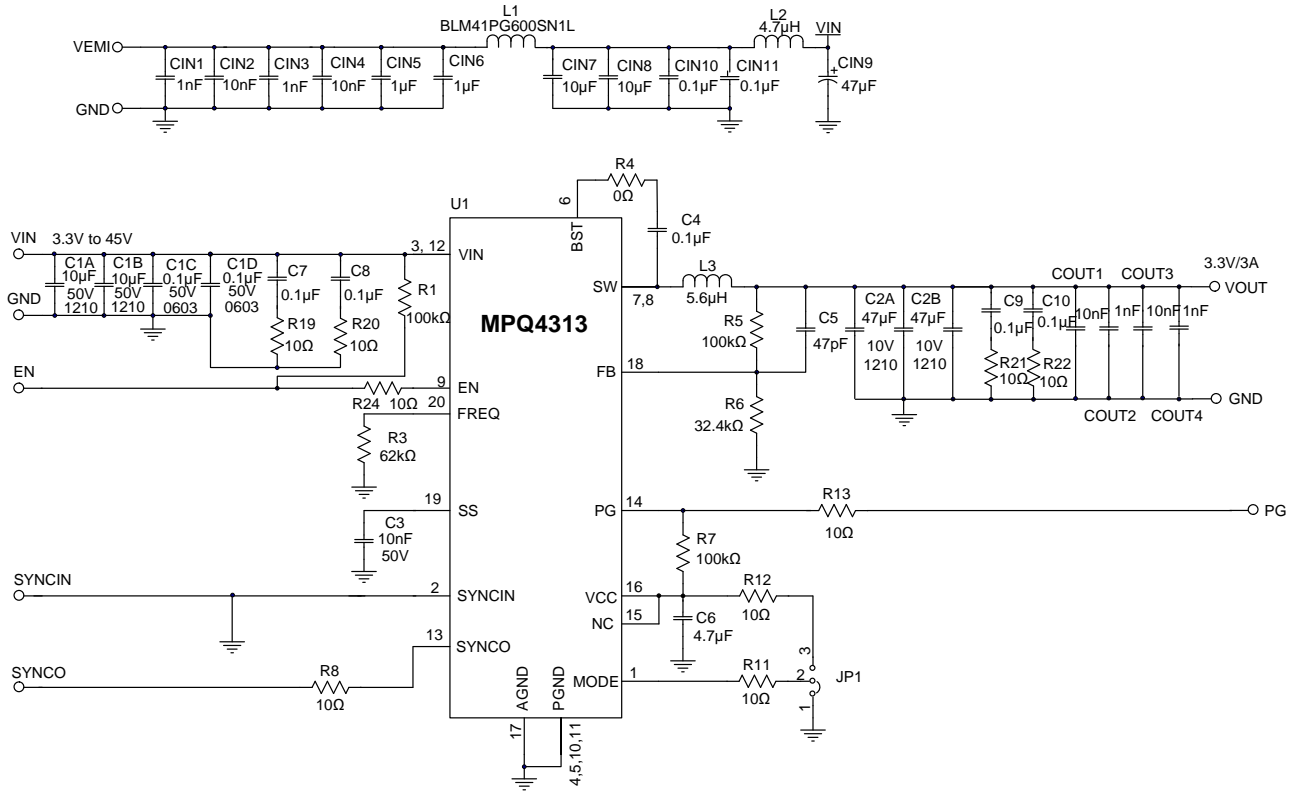 L1
BLM41PG600SN1L
L2
4.7µH
VIN
VEMI
CIN1
1nF
CIN2
10nF
CIN3
1nF
CIN4
10nF
CIN5
1µF
CIN6
1µF
CIN7
10µF
CIN8
10µF
CIN10
0.1µF
CIN11
0.1µF
CIN9
47µF
GND
R4
0Ω
6
U1
BST
C4
0.1µF
VIN
3.3V to 45V
3, 12
VIN
C1A
10µF
50V
1210
C1B
10µF
50V
1210
C1C
0.1µF
50V
0603
C1D
0.1µF
50V
0603
C7
0.1µF
C8
0.1µF
R1
100kΩ
GND
R19
10Ω
R20
10Ω
MPQ4313
SW
7,8
L3
5.6µH
3.3V/3A
VOUT
COUT1
COUT3
R5
100kΩ
C5
47pF
C2A
47µF
10V
1210
C2B
47µF
10V
1210
C9
0.1µF
C10
0.1µF
10nF
1nF
10nF
1nF
R21
10Ω
R22
10Ω
EN
9
EN
R24
10Ω
20
FREQ
FB
18
R6
32.4kΩ
GND
COUT2
COUT4
R3
62kΩ
19
SS
C3
10nF
50V
PG
14
R13
10Ω
PG
R7
100kΩ
SYNCIN
2
SYNCIN
VCC
16
NC
15
R12
10Ω
C6
4.7µF
13
SYNCO
SYNCO
R8
10Ω
MODE
1
R11
10Ω
3
2
1
JP1
AGND
PGND
17
4,5,10,11